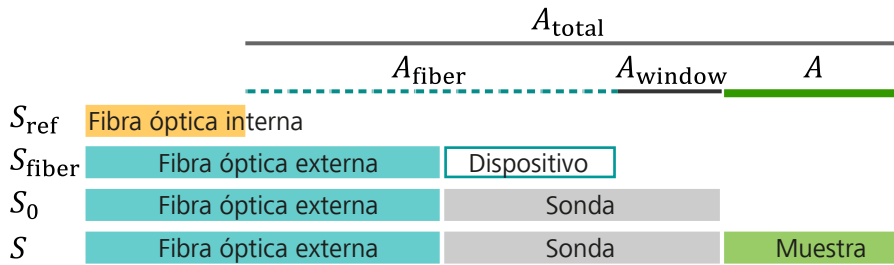 A_total
A_fiber A_window A
S_ref Fibra óptica interna
S_fiber Fibra óptica externa Dispositivo
S_0 Fibra óptica externa Sonda
S Fibra óptica externa Sonda Muestra